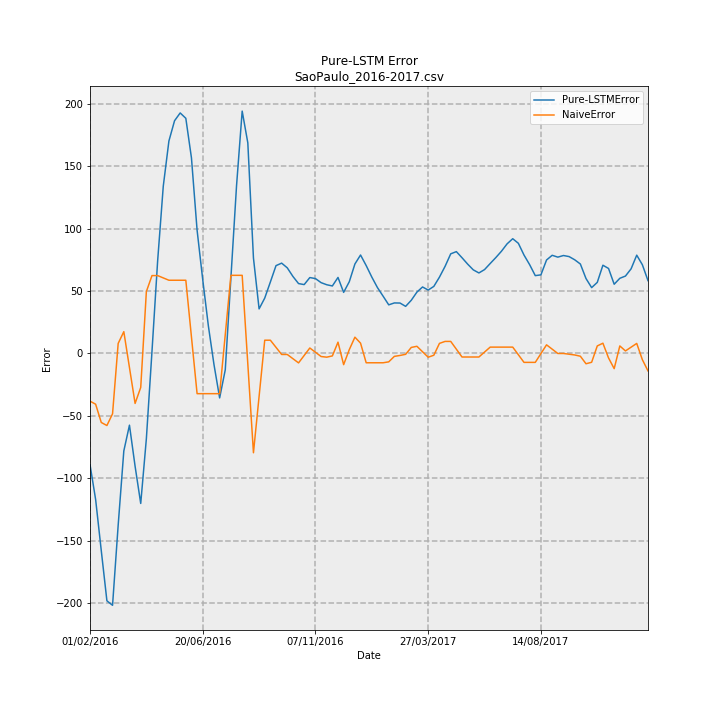 Pure-LSTM Error
SaoPaulo_2016-2017.csv
Pure-LSTMError
NaiveError
200
150
100
50
0
−50
−100
−150
−200
Error
01/02/2016
20/06/2016
07/11/2016
27/03/2017
14/08/2017
Date